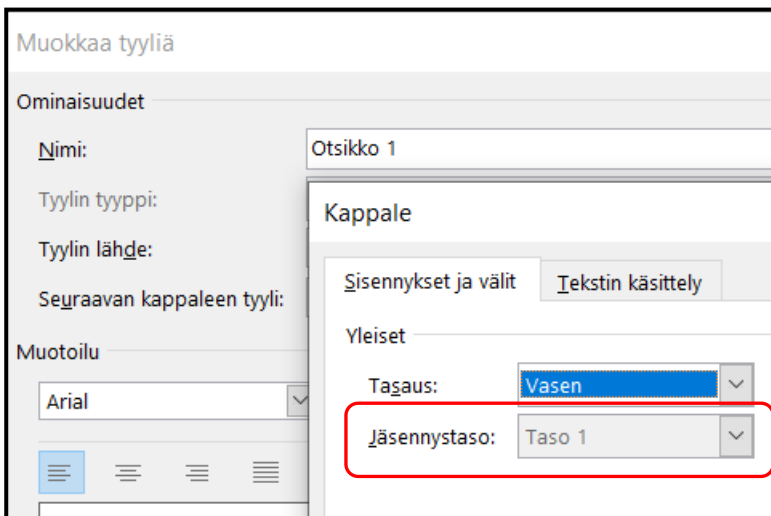 Muokkaa tyyliä
Ominaisuudet
Nimi: Otsikko 1
Tyylin tyyppi:
Tyylin lähde:
Seuraavan kappaleen tyyli:
Muotoilu
Arial
Kappale
Sisennykset ja välit Tekstin käsittely
Yleiset
Tasaus: Vasen
Jäsennystaso: Taso 1